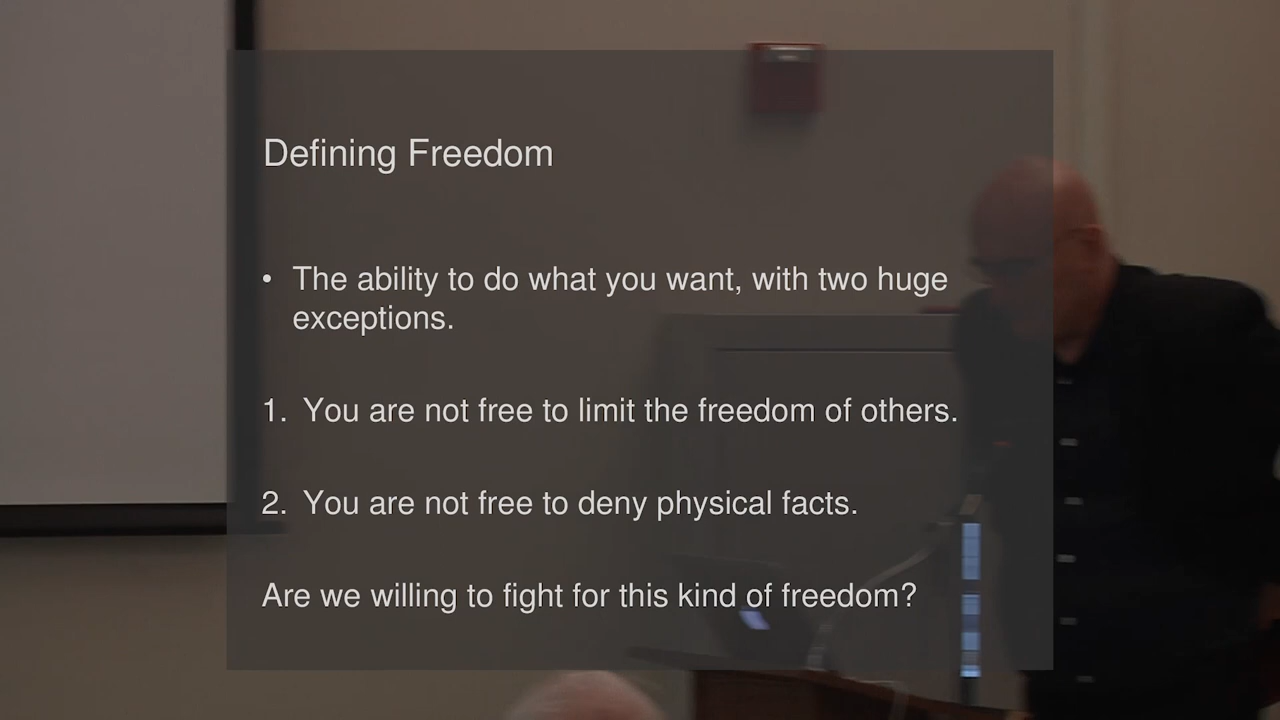 Defining Freedom
• The ability to do what you want, with two huge
exceptions.
1. You are not free to limit the freedom of others.
2. You are not free to deny physical facts.
Are we willing to fight for this kind of freedom?